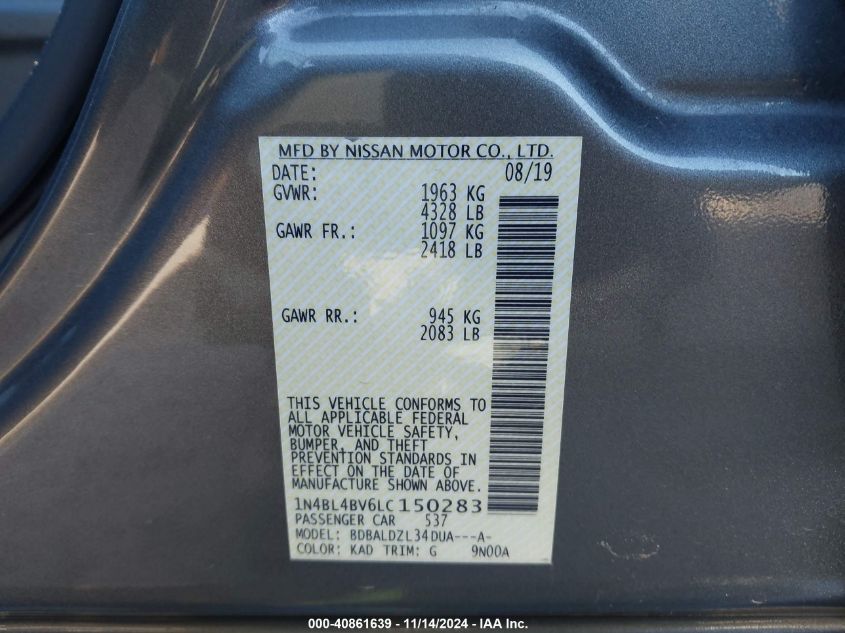 MFD BY NISSAN MOTOR CO., LTD.
DATE: 08/19
GVWR: 1963 KG
4328 LB
GAWR FR.: 1097 KG
2418 LB
GAWR RR.: 945 KG
2083 LB
THIS VEHICLE CONFORMS TO
ALL APPLICABLE FEDERAL
MOTOR VEHICLE SAFETY,
BUMPER, AND THEFT
PREVENTION STANDARDS IN
EFFECT ON THE DATE OF
MANUFACTURE SHOWN ABOVE.
1N4BL4BV6LC150283
PASSENGER CAR 537
MODEL: BDBALDZL34DUA---A-
COLOR: KAD TRIM: G 9N00A
000-40861639 - 11/14/2024 - IAA Inc.